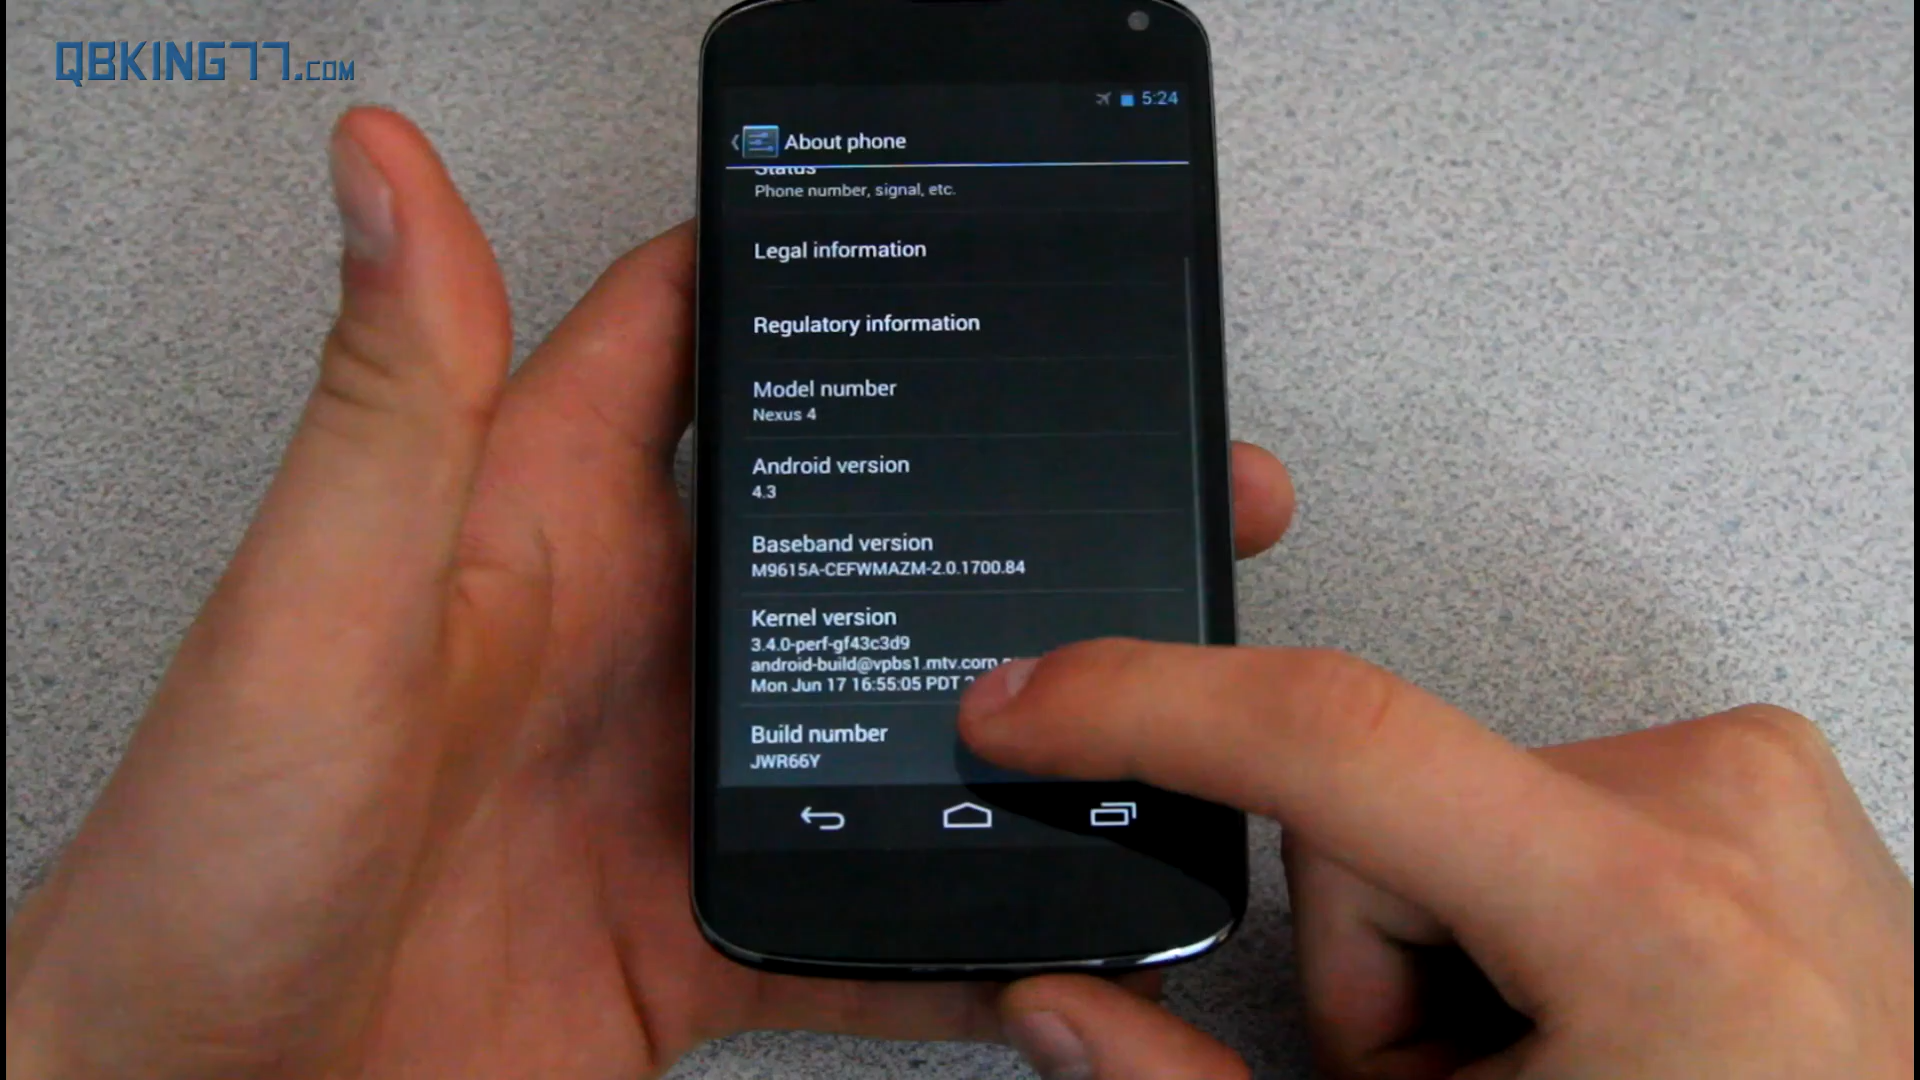 QBKING77.COM
5:24
About phone
Status
Phone number, signal, etc.
Legal information
Regulatory information
Model number
Nexus 4
Android version
4.3
Baseband version
M9615A-CEFWMAZM-2.0.1700.84
Kernel version
3.4.0-perf-gf43c3d9
android-build@vpbs1.mtv.corp
Mon Jun 17 16:55:05 PDT
Build number
JWR66Y